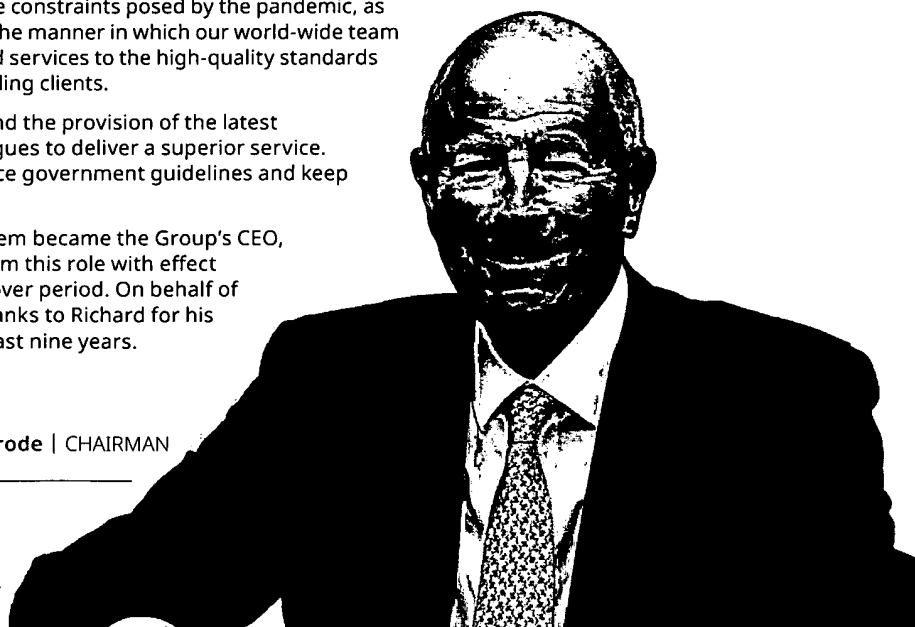 e constraints posed by the pandemic, as
he manner in which our world-wide team
d services to the high-quality standards
ling clients.
nd the provision of the latest
gues to deliver a superior service.
ce government guidelines and keep
em became the Group's CEO,
m this role with effect
over period. On behalf of
anks to Richard for his
ast nine years.
rode | CHAIRMAN